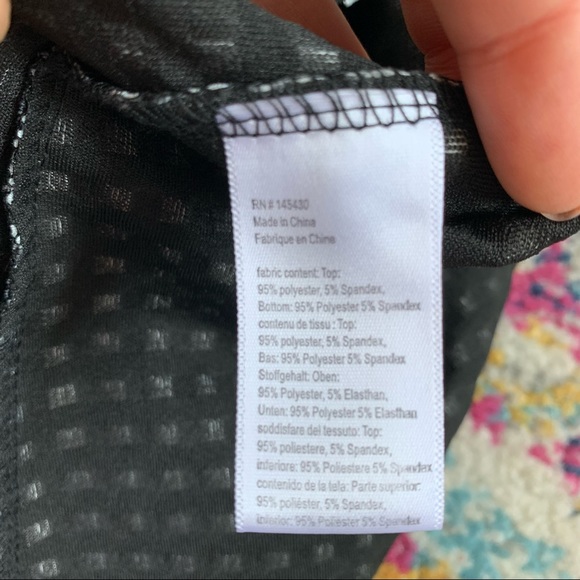 RN # 145430
Made in China
Fabrique en Chine
fabric content: Top:
95% polyester, 5% Spandex,
Bottom: 95% Polyester 5% Spandex
contenu de tissu : Top:
95% polyester, 5% Spandex,
Bas: 95% Polyester 5% Spandex
Stoffgehalt: Oben:
95% Polyester, 5% Elasthan,
Unten: 95% Polyester 5% Elasthan
soddisfare del tessuto: Top:
95% poliestere, 5% Spandex,
inferiore: 95% Poliestere 5% Spandex
contenido de la tela: Parte superior:
95% poliéster, 5% Spandex,
inferior: 95% Poliéster 5% Spandex